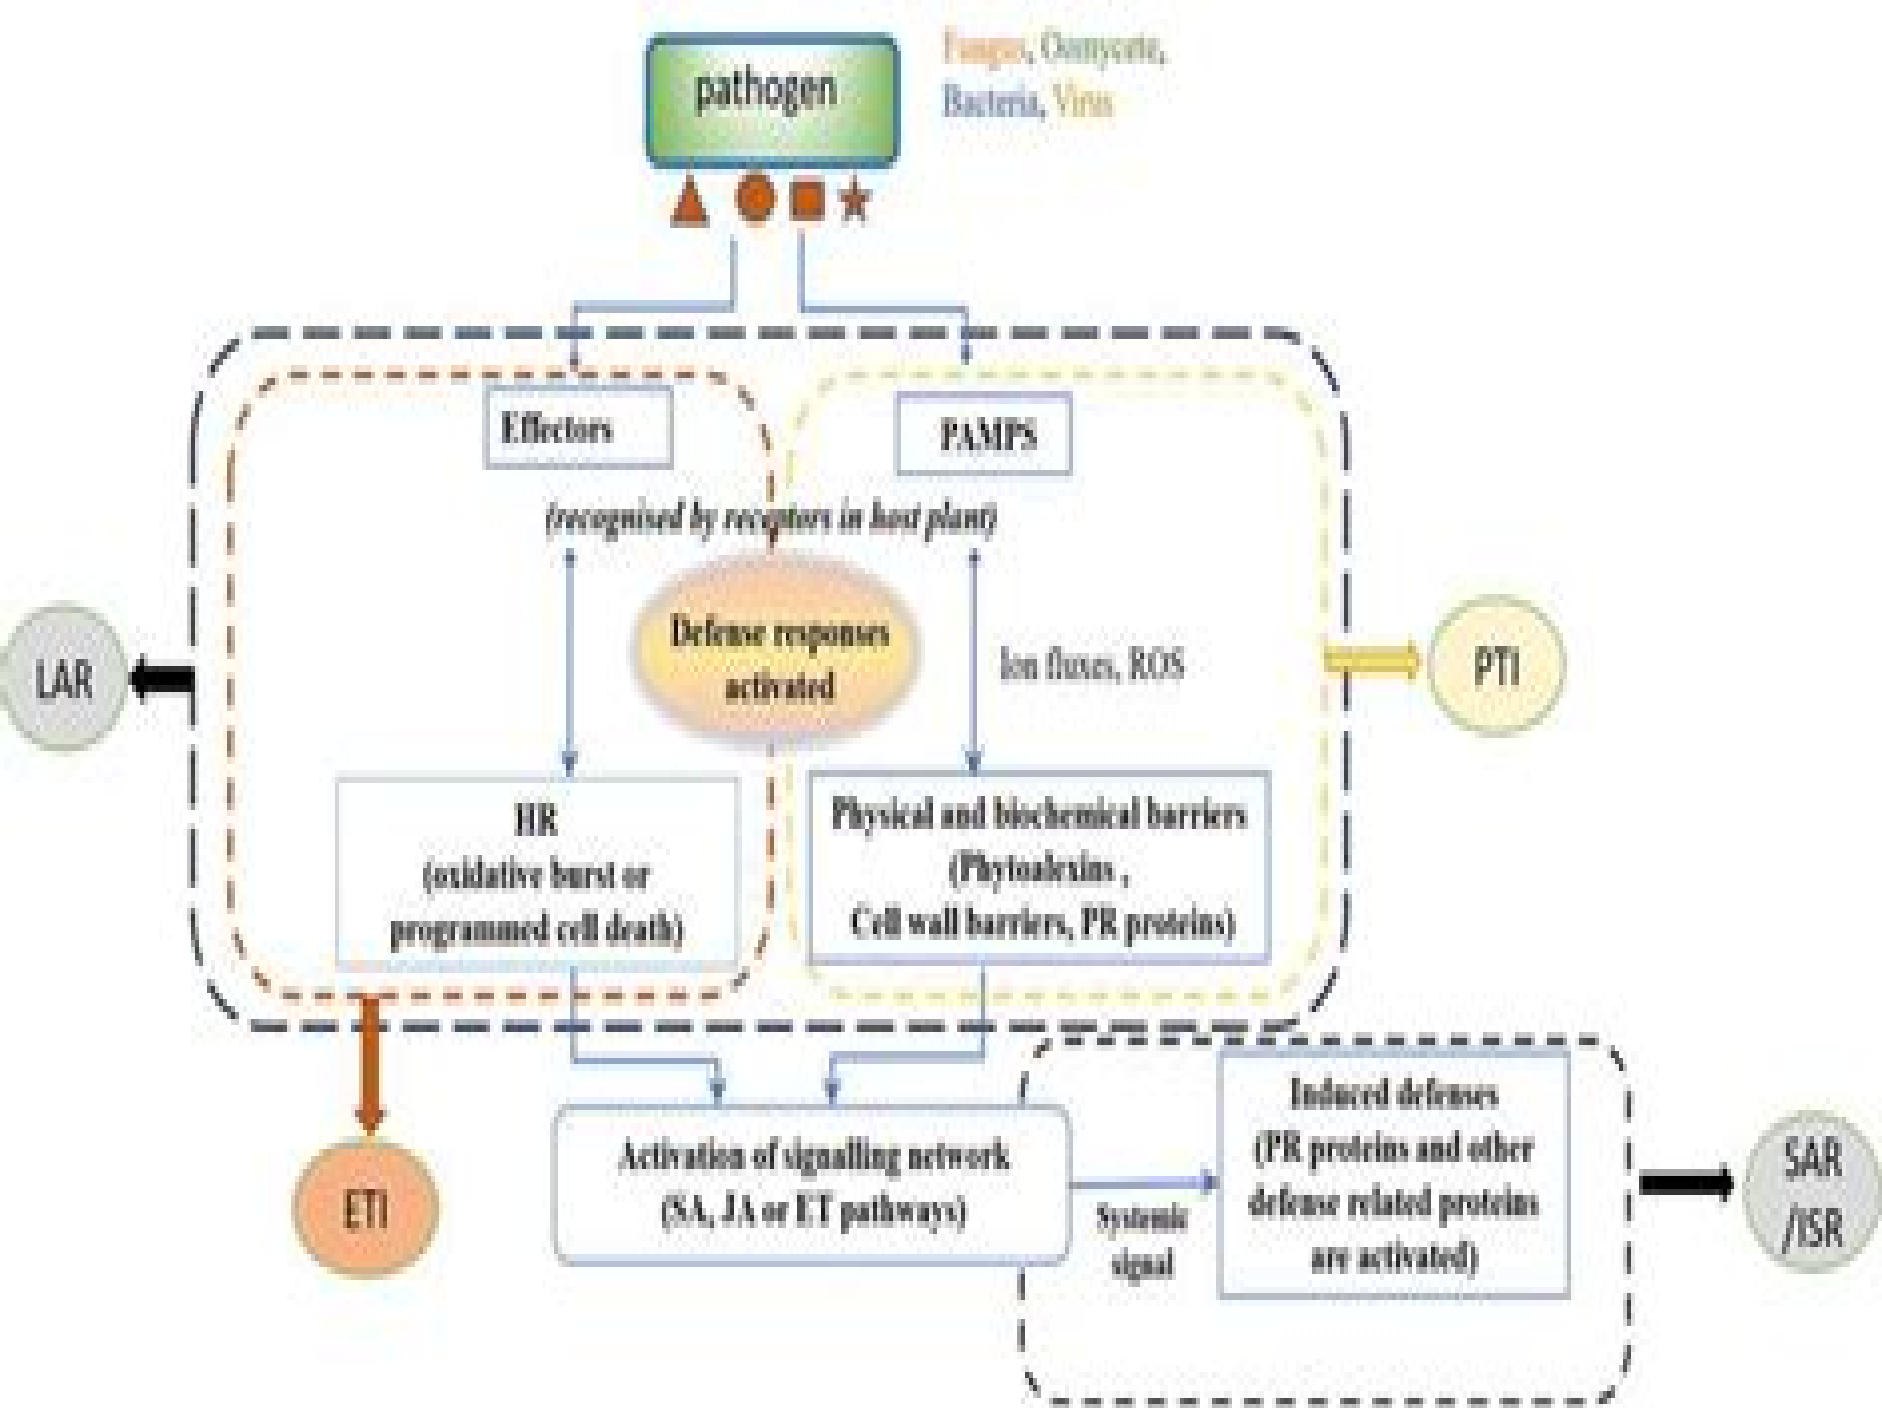 pathogen
Fungus, Oomycete,
Bacteria, Virus
Effectors
PAMPS
(recognised by receptors in host plant)
Defense responses
activated
Ion fluxes, ROS
LAR
PTI
HR
(oxidative burst or
programmed cell death)
Physical and biochemical barriers
(Phytoalexins ,
Cell wall barriers, PR proteins)
ETI
Activation of signalling network
(SA, JA or ET pathways)
Systemic
signal
Induced defenses
(PR proteins and other
defense related proteins
are activated)
SAR
/ISR